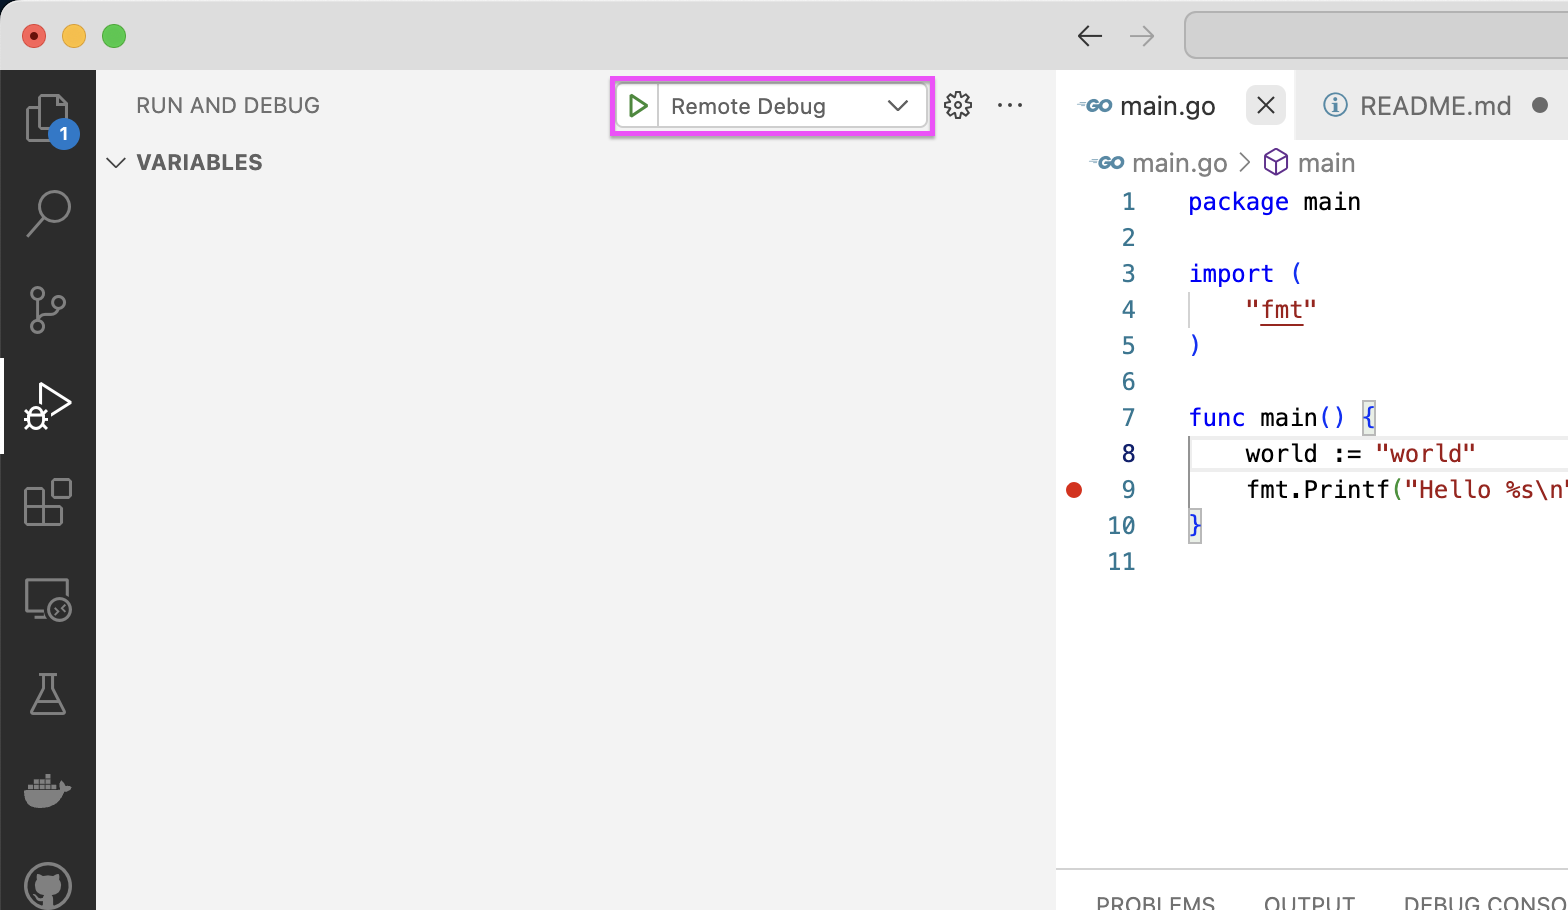 RUN AND DEBUG
Remote Debug
GO main.go
README.md
1
VARIABLES
GO main.go > main
1 package main
2
3 import (
4 "fmt"
5 )
6
7 func main() {
8 world := "world"
9 fmt.Printf("Hello %s\n"
10 }
11
PROBLEMS OUTPUT DEBUG CONSO